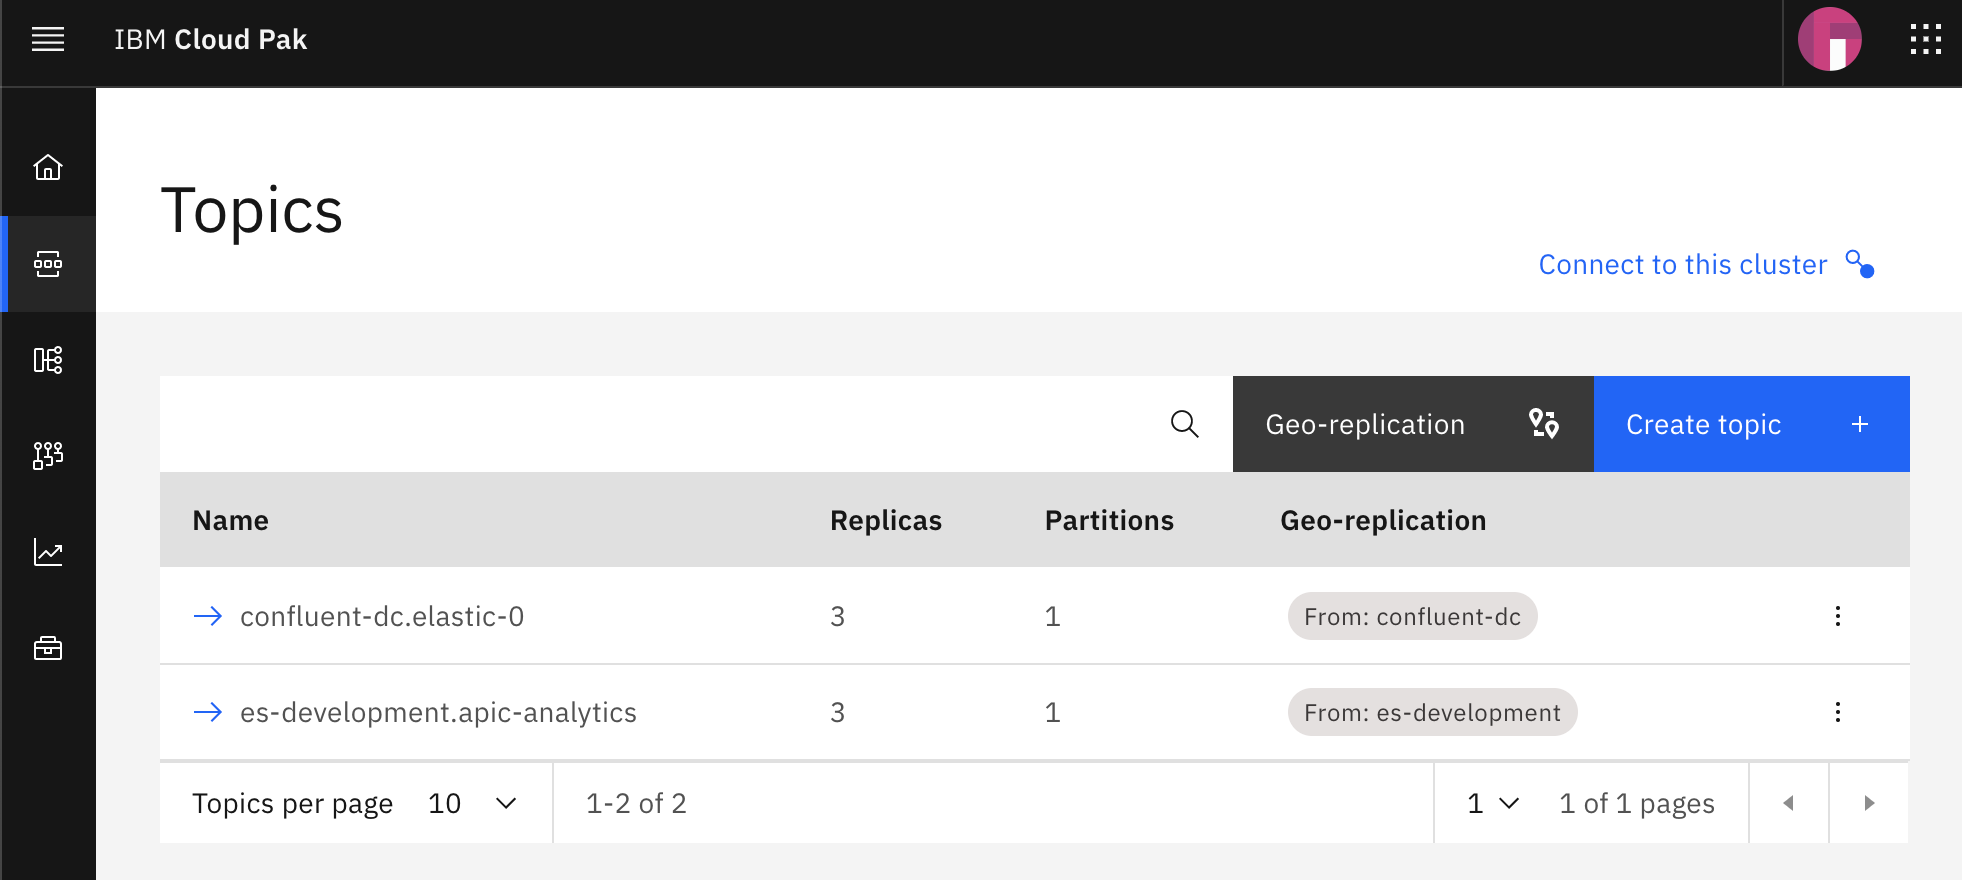 IBM Cloud Pak
Topics
Connect to this cluster
Geo-replication
Create topic
Name Replicas Partitions Geo-replication
confluent-dc.elastic-0 3 1 From: confluent-dc
es-development.apic-analytics 3 1 From: es-development
Topics per page 10 1-2 of 2 1 1 of 1 pages